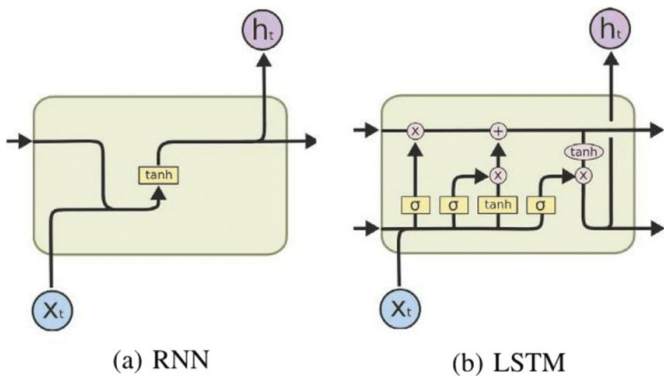 hₜ
tanh
Xₜ
(a) RNN
hₜ
x + tanh
x x
σ σ tanh σ
Xₜ
(b) LSTM